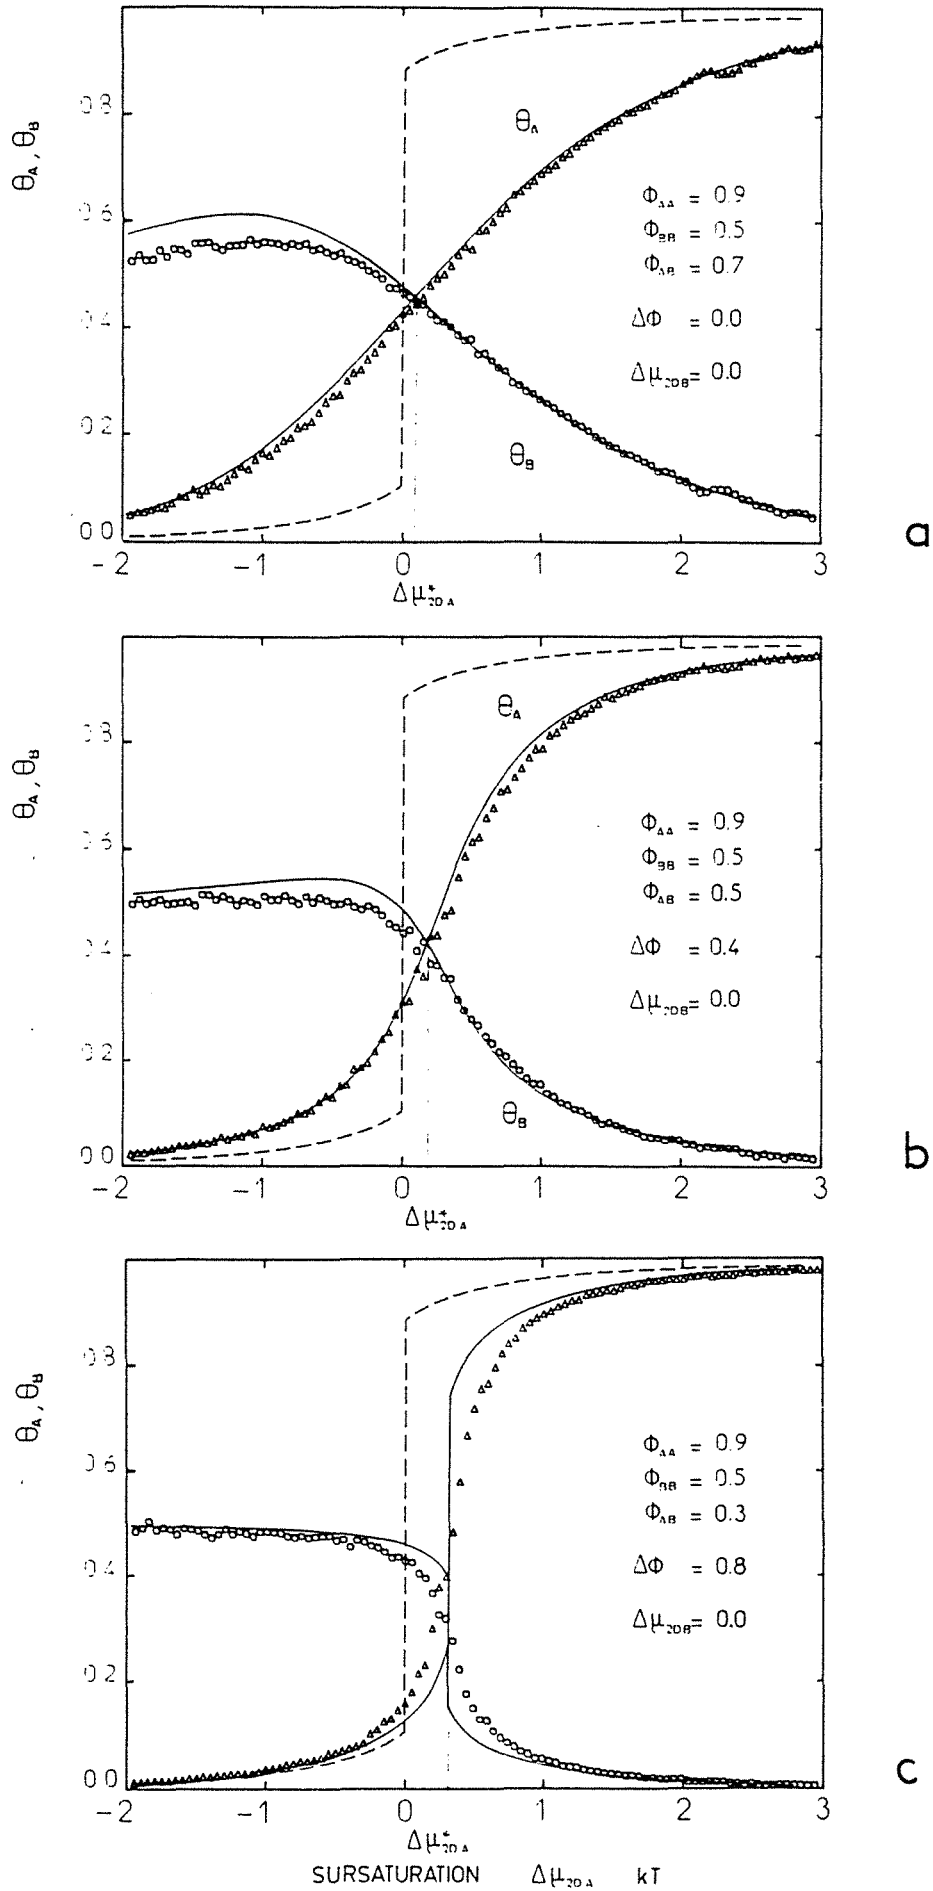 θA , θB
0.8
0.6
0.4
0.2
0.0
θA
θB
ΦAA = 0.9
ΦBB = 0.5
ΦAB = 0.7
ΔΦ = 0.0
Δμ2DB= 0.0
−2 −1 0 1 2 3
Δμ*2DA
a
θA , θB
0.8
0.6
0.4
0.2
0.0
θA
θB
ΦAA = 0.9
ΦBB = 0.5
ΦAB = 0.5
ΔΦ = 0.4
Δμ2DB= 0.0
−2 −1 0 1 2 3
Δμ*2DA
b
θA , θB
0.8
0.6
0.4
0.2
0.0
ΦAA = 0.9
ΦBB = 0.5
ΦAB = 0.3
ΔΦ = 0.8
Δμ2DB= 0.0
−2 −1 0 1 2 3
Δμ*2DA
c
SURSATURATION Δμ2DA kT